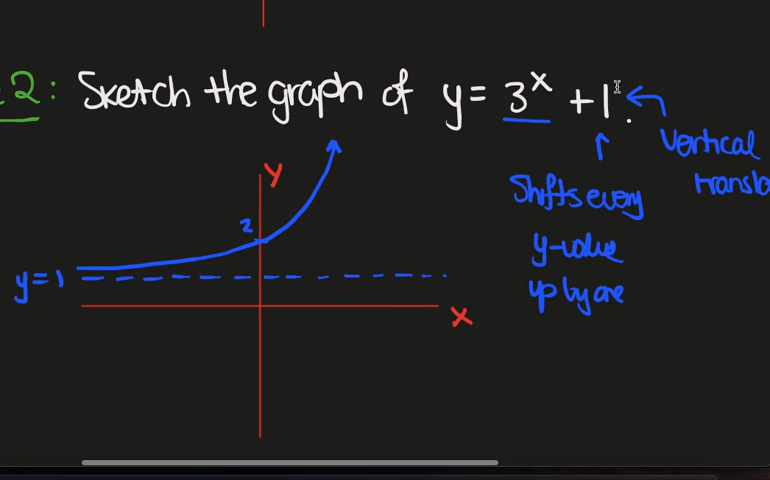 2: Sketch the graph of y = 3^x + 1.
Vertical
y
Shifts every
2
y-value
y=1
up by one
x